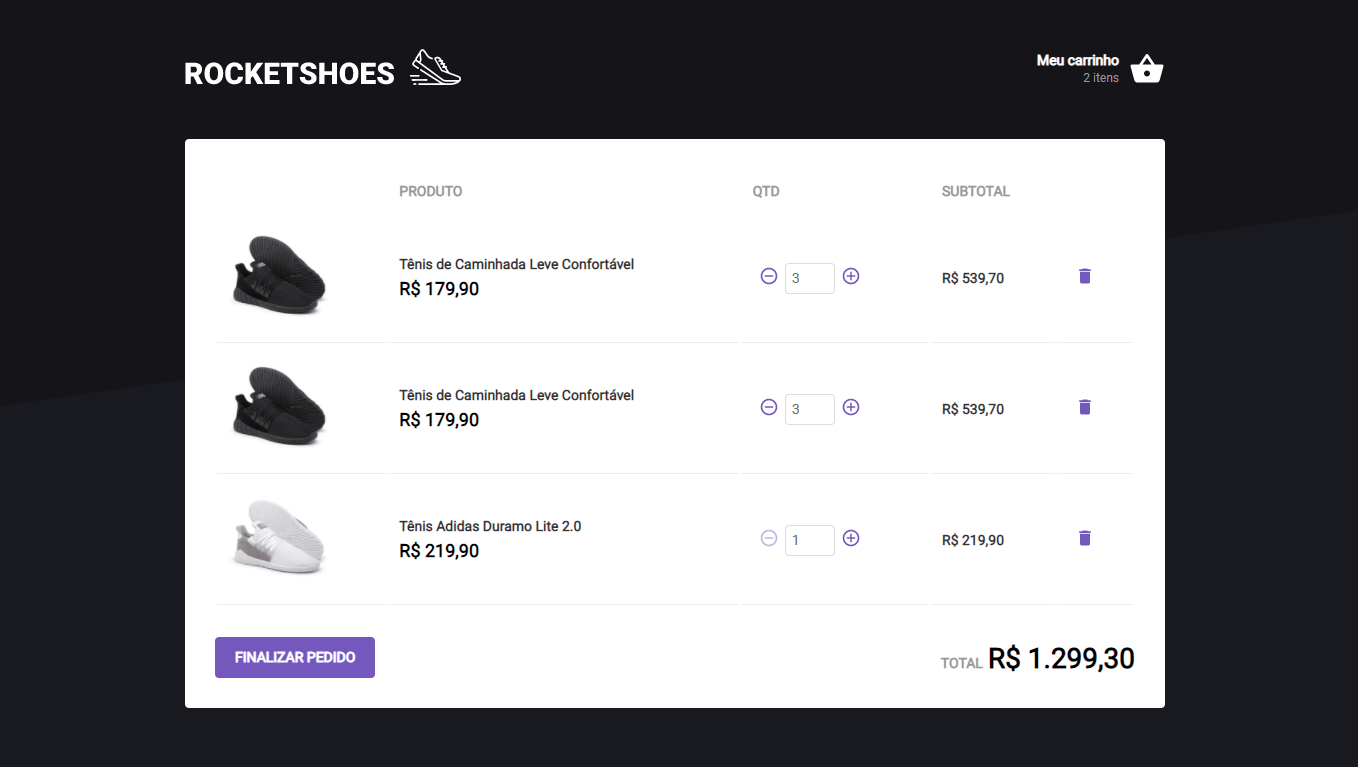 ROCKETSHOES
Meu carrinho
2 itens
PRODUTO QTD SUBTOTAL
Tênis de Caminhada Leve Confortável
R$ 179,90
3
R$ 539,70
Tênis de Caminhada Leve Confortável
R$ 179,90
3
R$ 539,70
Tênis Adidas Duramo Lite 2.0
R$ 219,90
1
R$ 219,90
FINALIZAR PEDIDO
TOTAL R$ 1.299,30